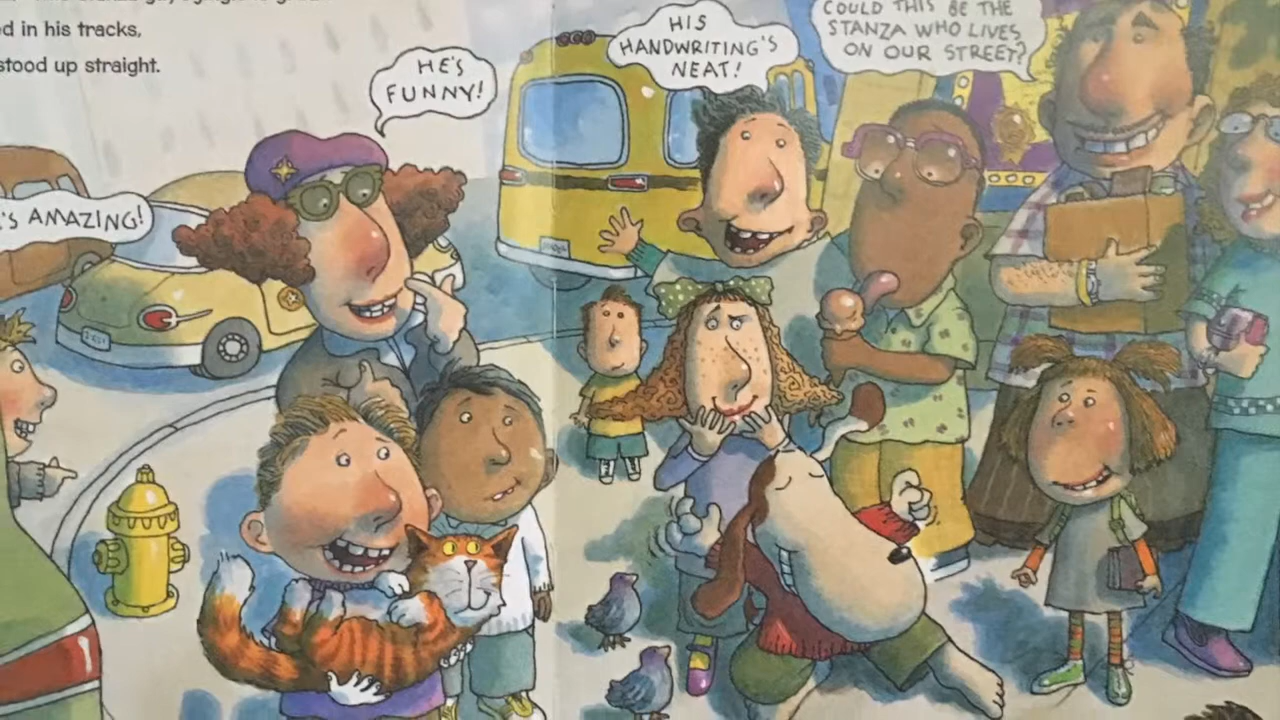 ed in his tracks,
stood up straight.
'S AMAZING!
HE'S
FUNNY!
HIS
HANDWRITING'S
NEAT!
COULD THIS BE THE
STANZA WHO LIVES
ON OUR STREET?